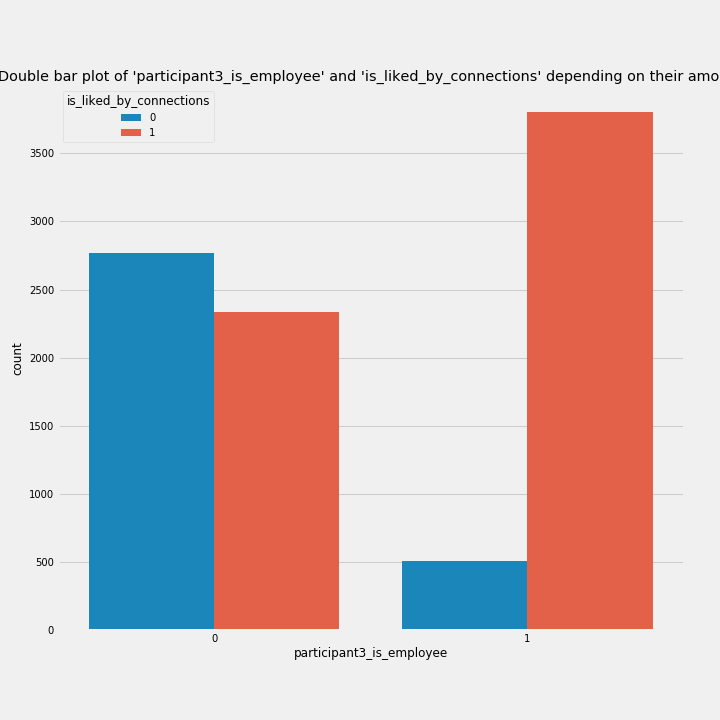 Double bar plot of 'participant3_is_employee' and 'is_liked_by_connections' depending on their amo
is_liked_by_connections
0
1
3500
3000
2500
2000
1500
1000
500
0
count
0 1
participant3_is_employee